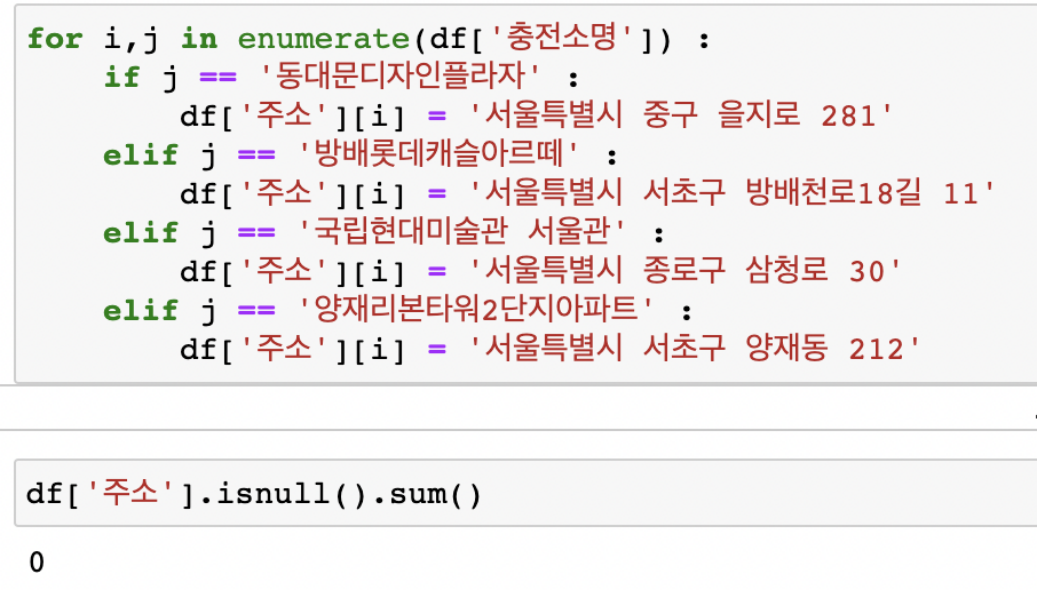 for i,j in enumerate(df['충전소명']) :
    if j == '동대문디자인플라자' :
        df['주소'][i] = '서울특별시 중구 을지로 281'
    elif j == '방배롯데캐슬아르떼' :
        df['주소'][i] = '서울특별시 서초구 방배천로18길 11'
    elif j == '국립현대미술관 서울관' :
        df['주소'][i] = '서울특별시 종로구 삼청로 30'
    elif j == '양재리본타워2단지아파트' :
        df['주소'][i] = '서울특별시 서초구 양재동 212'
df['주소'].isnull().sum()
0